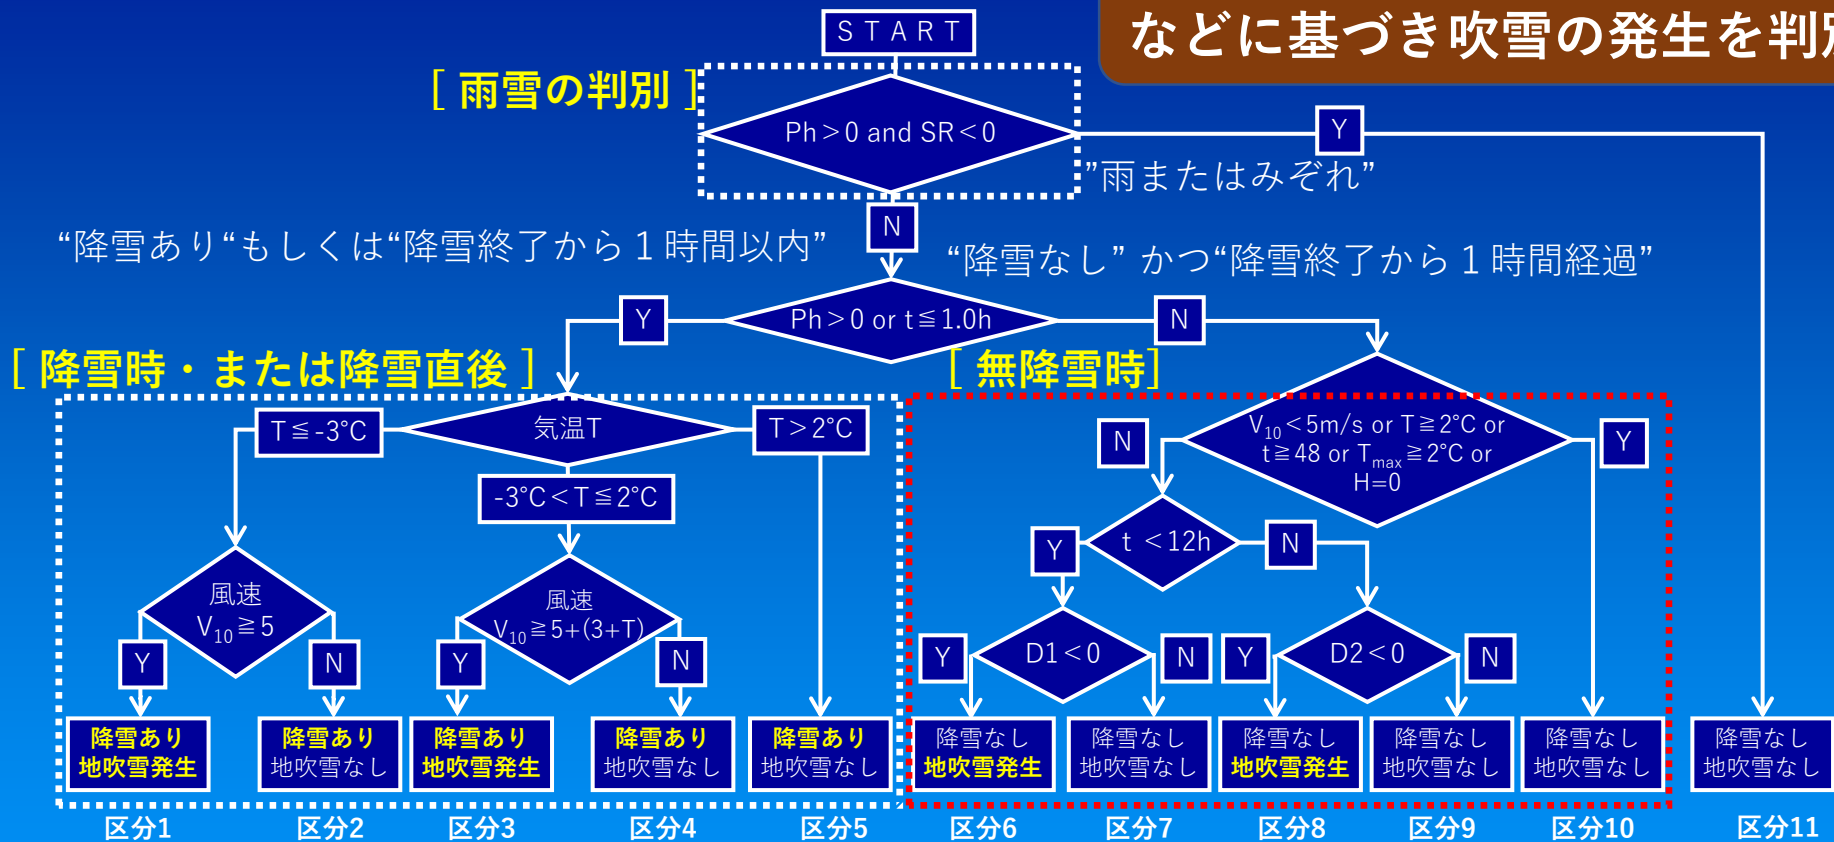 などに基づき吹雪の発生を判別
START
[ 雨雪の判別 ]
Ph＞0 and SR＜0
Y
”雨またはみぞれ”
N
“降雪あり“もしくは“降雪終了から１時間以内”
“降雪なし” かつ“降雪終了から１時間経過”
Y
Ph＞0 or t≦1.0h
N
[ 降雪時・または降雪直後 ]
[ 無降雪時]
T≦-3°C
気温T
T＞2°C
-3°C＜T≦2°C
N
V10＜5m/s or T≧2°C or
t≧48 or Tmax≧2°C or
H=0
Y
Y
t ＜12h
N
風速
V10≧5
風速
V10≧5+(3+T)
Y
N
Y
N
Y
D1＜0
N
Y
D2＜0
N
降雪あり
地吹雪発生
降雪あり
地吹雪なし
降雪あり
地吹雪発生
降雪あり
地吹雪なし
降雪あり
地吹雪なし
降雪なし
地吹雪発生
降雪なし
地吹雪なし
降雪なし
地吹雪発生
降雪なし
地吹雪なし
降雪なし
地吹雪なし
降雪なし
地吹雪なし
区分1
区分2
区分3
区分4
区分5
区分6
区分7
区分8
区分9
区分10
区分11